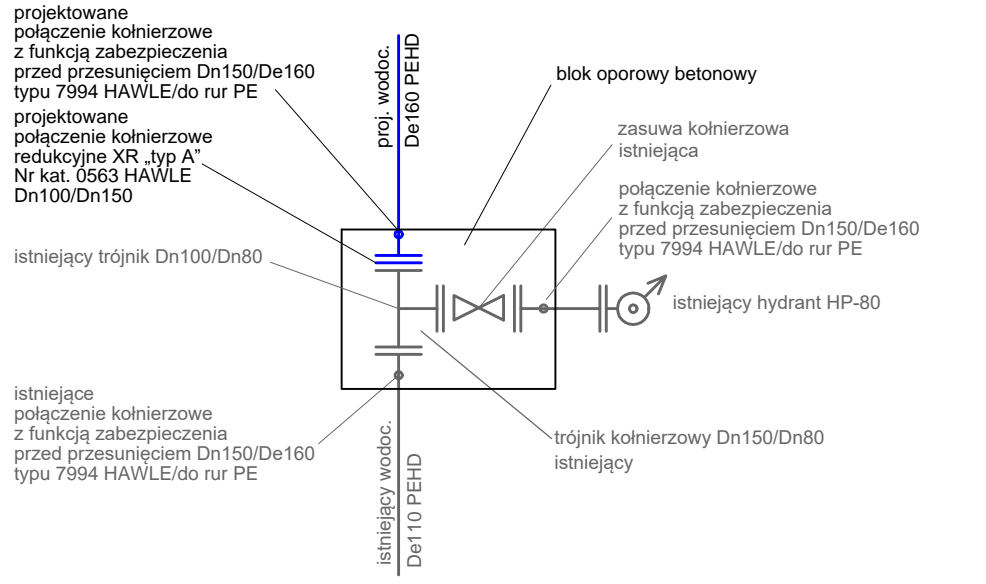 projektowane
połączenie kołnierzowe
z funkcją zabezpieczenia
przed przesunięciem Dn150/De160
typu 7994 HAWLE/do rur PE
projektowane
połączenie kołnierzowe
redukcyjne XR „typ A”
Nr kat. 0563 HAWLE
Dn100/Dn150
istniejący trójnik Dn100/Dn80
istniejące
połączenie kołnierzowe
z funkcją zabezpieczenia
przed przesunięciem Dn150/De160
typu 7994 HAWLE/do rur PE
proj. wodoc.
De160 PEHD
istniejący wodoc.
De110 PEHD
blok oporowy betonowy
zasuwa kołnierzowa
istniejąca
połączenie kołnierzowe
z funkcją zabezpieczenia
przed przesunięciem Dn150/De160
typu 7994 HAWLE/do rur PE
istniejący hydrant HP-80
trójnik kołnierzowy Dn150/Dn80
istniejący